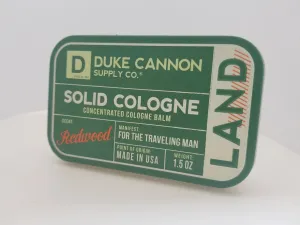 D
DUKE CANNON
SUPPLY CO.®
SOLID COLOGNE
CONCENTRATED COLOGNE BALM
Redwood
MANIFEST:
FOR THE TRAVELING MAN
POINT OF ORIGIN:
MADE IN USA
WEIGHT:
1.5 OZ
LAND